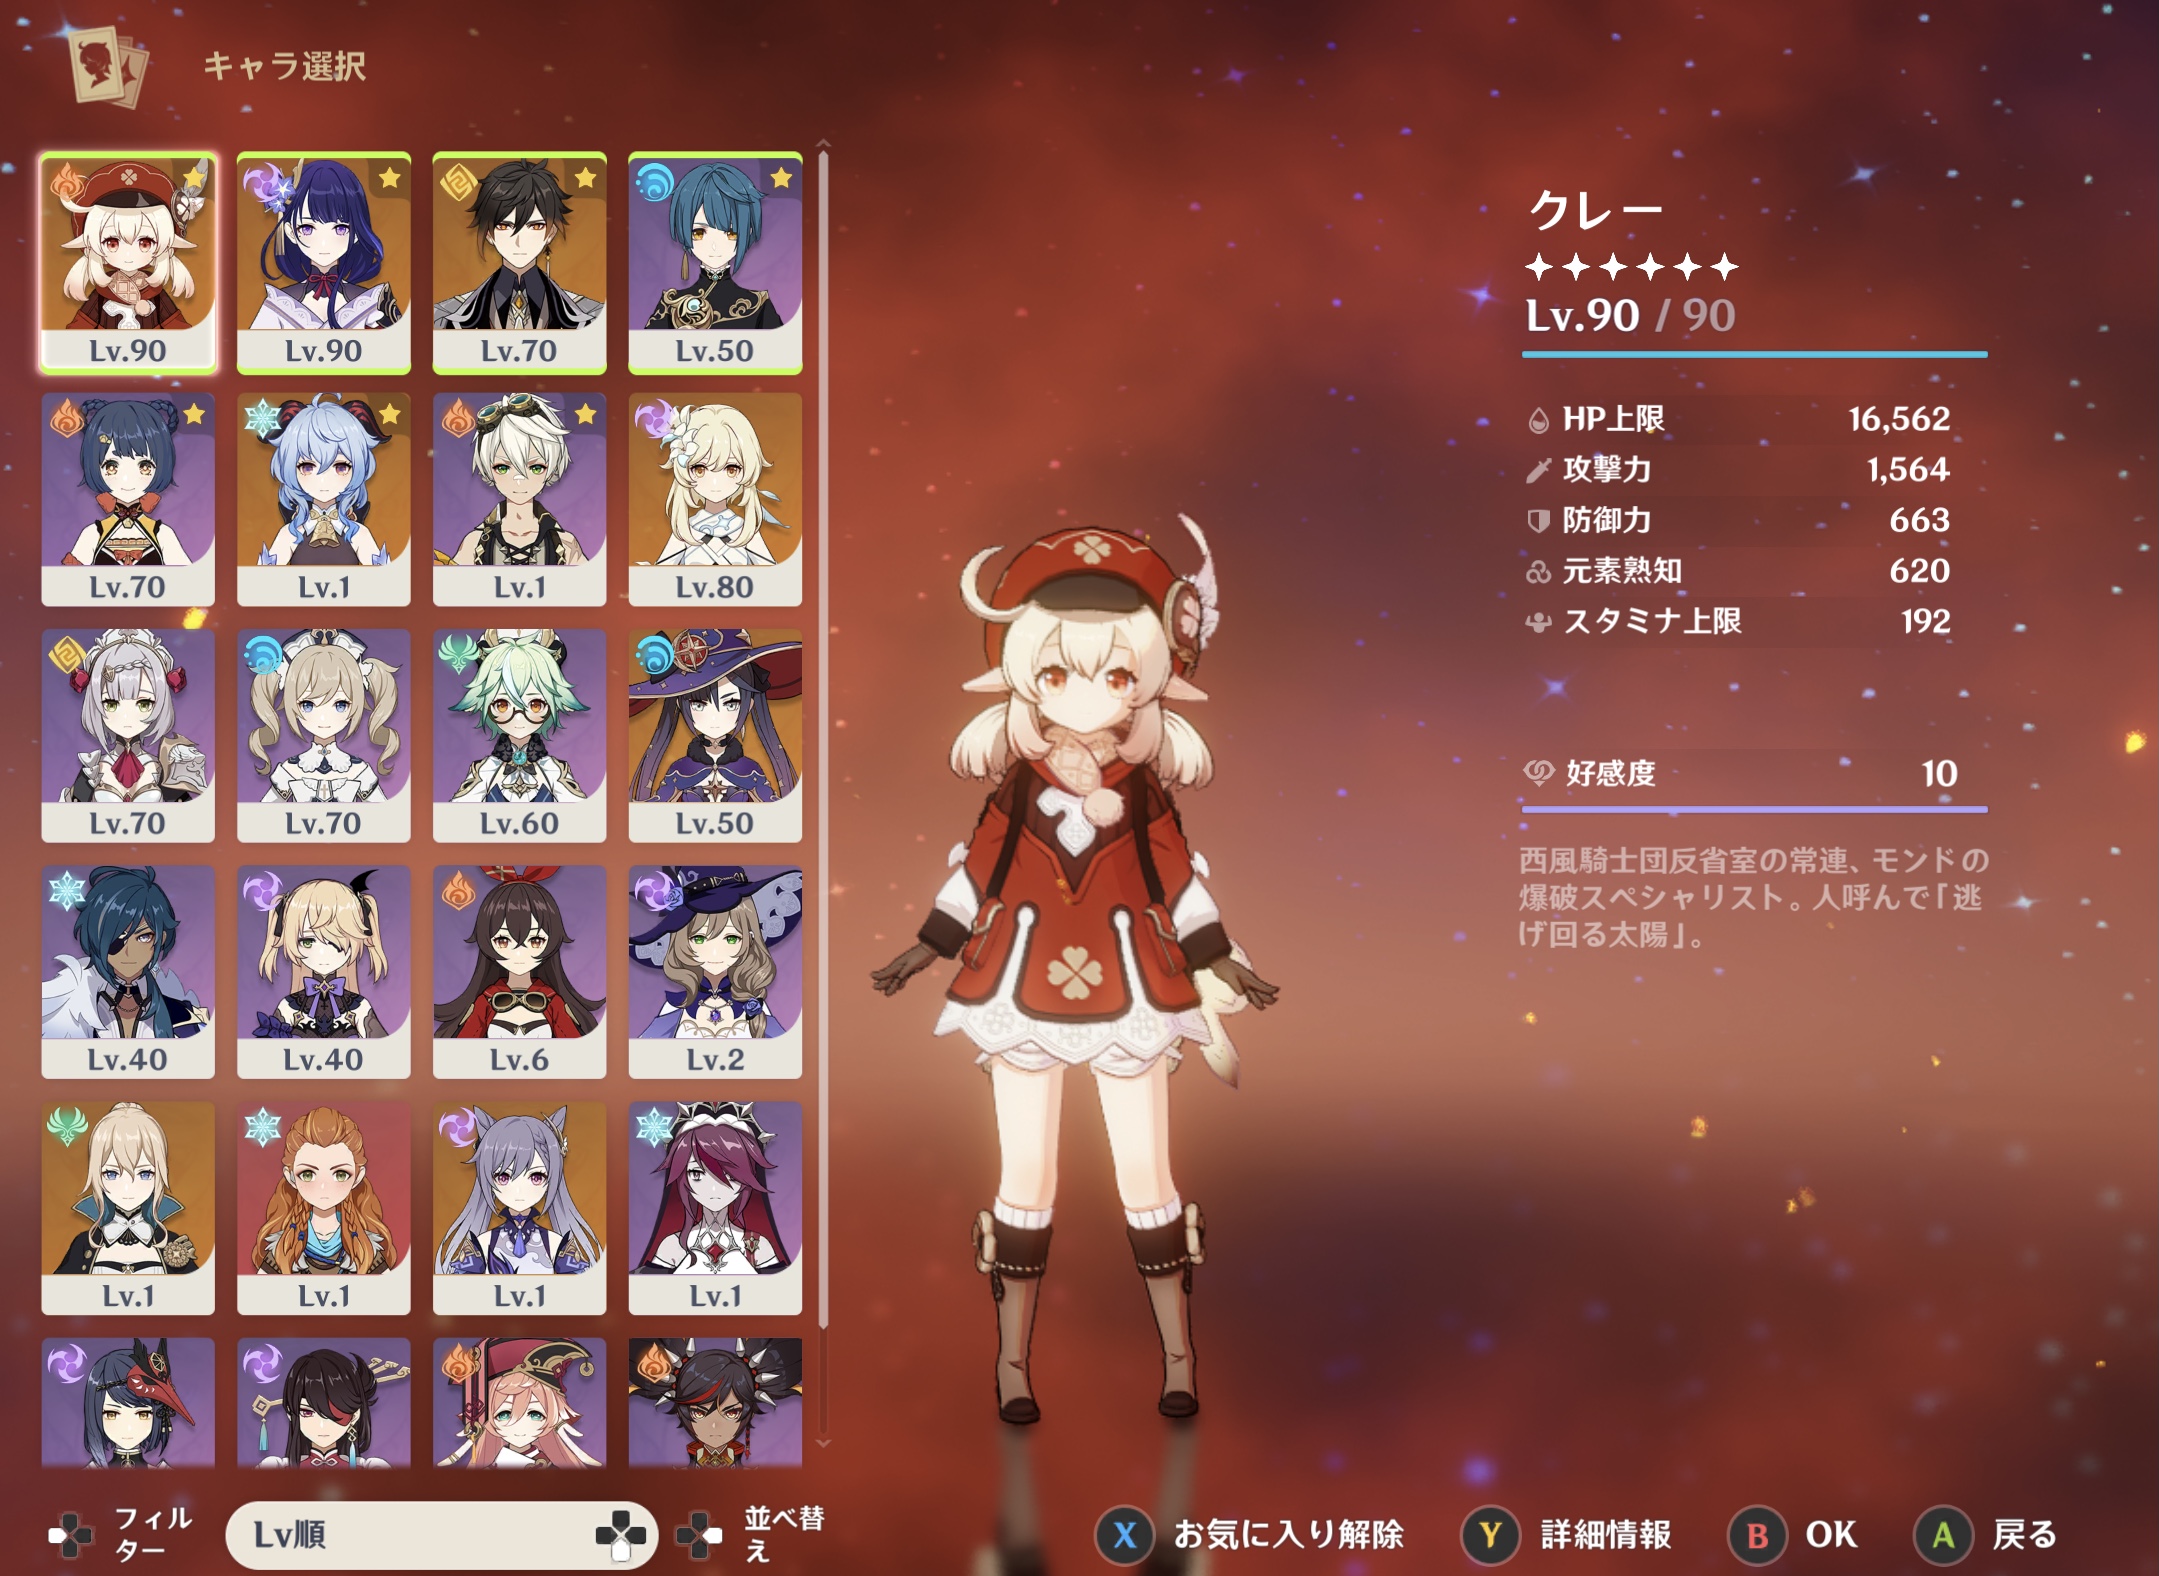 キャラ選択
Lv.90
Lv.90
Lv.70
Lv.50
Lv.70
Lv.1
Lv.1
Lv.80
Lv.70
Lv.70
Lv.60
Lv.50
Lv.40
Lv.40
Lv.6
Lv.2
Lv.1
Lv.1
Lv.1
Lv.1
クレー
Lv.90 / 90
HP上限 16,562
攻撃力 1,564
防御力 663
元素熟知 620
スタミナ上限 192
好感度 10
西風騎士団反省室の常連、モンドの
爆破スペシャリスト。人呼んで「逃
げ回る太陽」。
フィル
ター
Lv順
並べ替
え
X お気に入り解除
Y 詳細情報
B OK
A 戻る